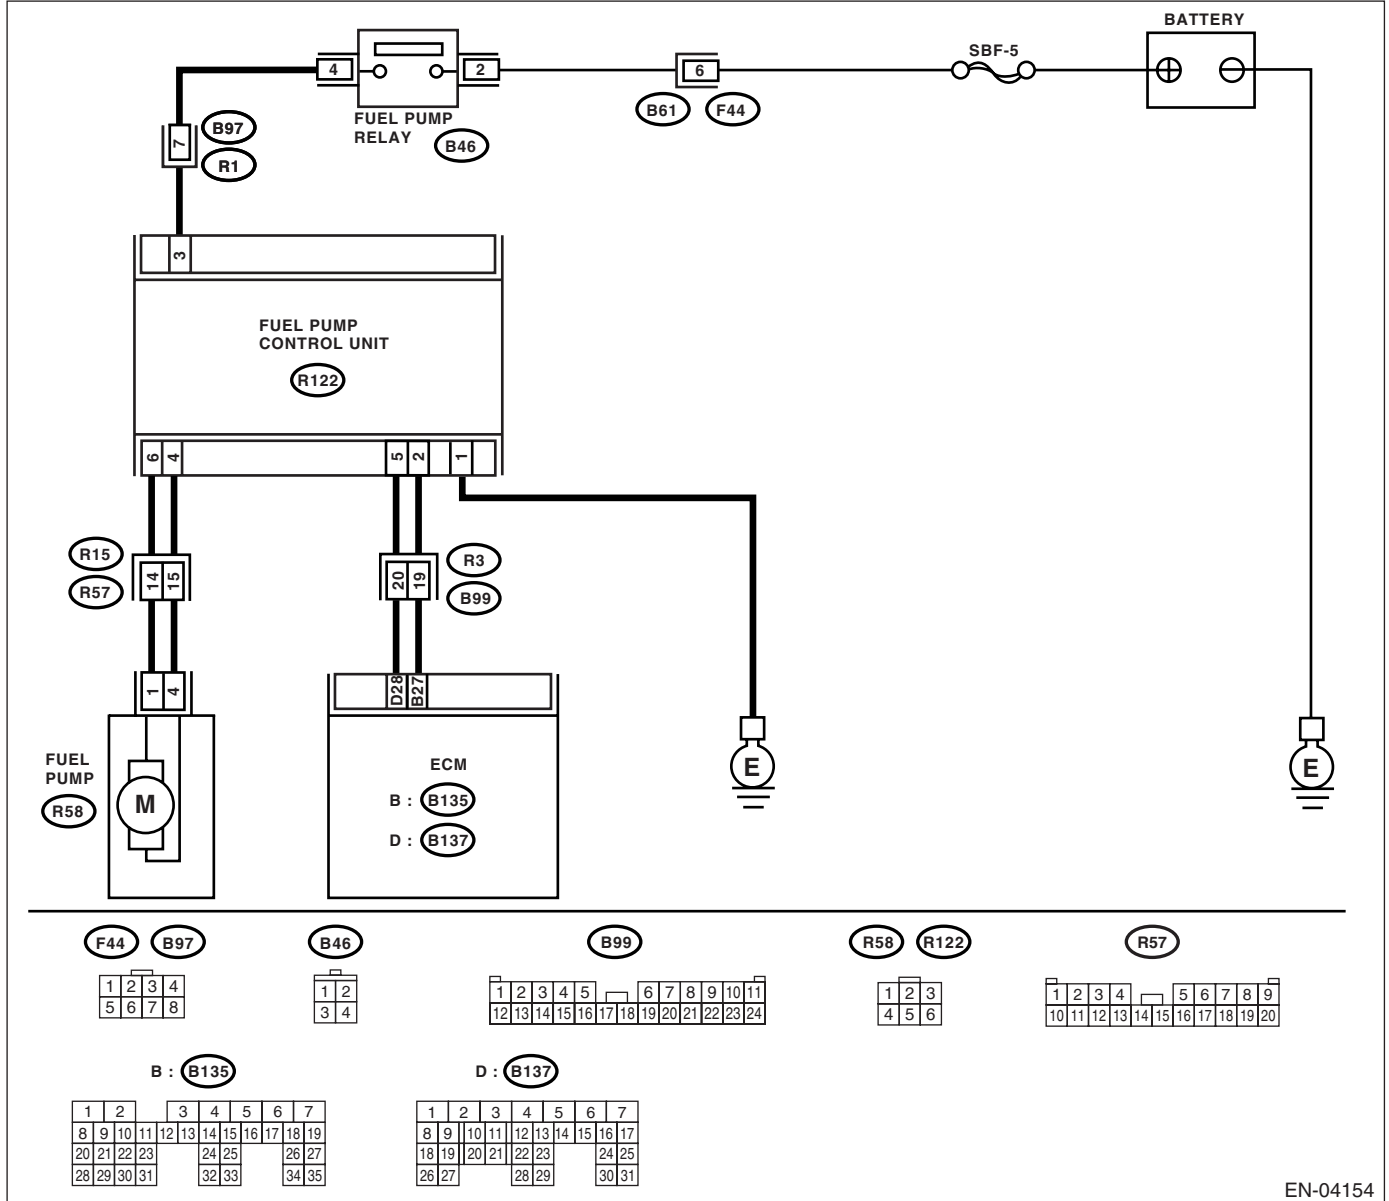 BATTERY
SBF-5
4
2
6
FUEL PUMP
RELAY
B46
B61
F44
7
B97
R1
3
FUEL PUMP
CONTROL UNIT
R122
6
4
5
2
1
R15
R57
14
15
20
19
R3
B99
1
4
D28
B27
FUEL
PUMP
R58
M
ECM
B : B135
D : B137
E
E
F44
B97
B46
B99
R58
R122
R57
1 2 3 4
5 6 7 8
1 2
3 4
1 2 3 4 5 6 7 8 9 10 11
12 13 14 15 16 17 18 19 20 21 22 23 24
1 2 3
4 5 6
1 2 3 4 5 6 7 8 9
10 11 12 13 14 15 16 17 18 19 20
B : B135
D : B137
1 2 3 4 5 6 7
8 9 10 11 12 13 14 15 16 17 18 19
20 21 22 23 24 25 26 27
28 29 30 31 32 33 34 35
1 2 3 4 5 6 7
8 9 10 11 12 13 14 15 16 17
18 19 20 21 22 23 24 25
26 27 28 29 30 31
EN-04154